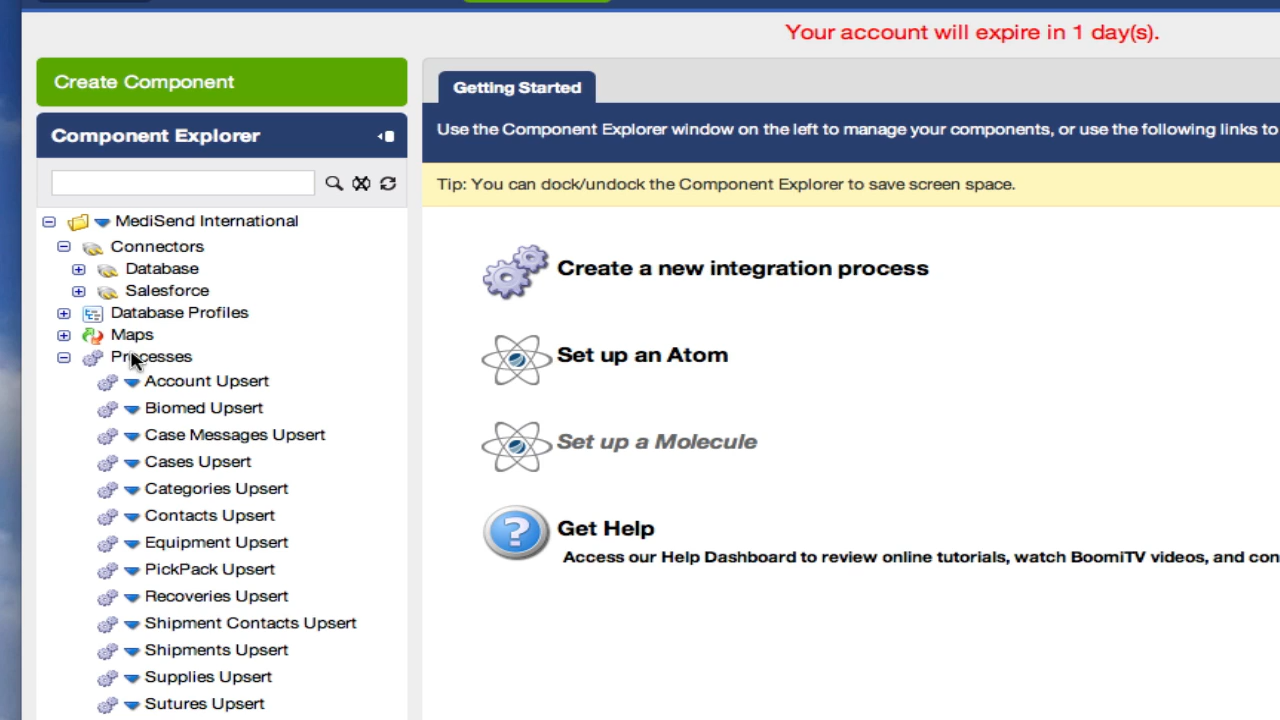 Your account will expire in 1 day(s).
Create Component
Getting Started
Component Explorer
Use the Component Explorer window on the left to manage your components, or use the following links to
Tip: You can dock/undock the Component Explorer to save screen space.
MediSend International
Connectors
Database
Salesforce
Database Profiles
Maps
Processes
Account Upsert
Biomed Upsert
Case Messages Upsert
Cases Upsert
Categories Upsert
Contacts Upsert
Equipment Upsert
PickPack Upsert
Recoveries Upsert
Shipment Contacts Upsert
Shipments Upsert
Supplies Upsert
Sutures Upsert
Create a new integration process
Set up an Atom
Set up a Molecule
Get Help
Access our Help Dashboard to review online tutorials, watch BoomiTV videos, and con